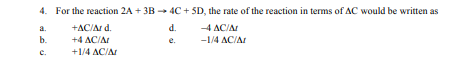 4. For the reaction 2A + 3B → 4C + 5D, the rate of the reaction in terms of ΔC would be written as
a. +ΔC/Δt d. d. -4 ΔC/Δt
b. +4 ΔC/Δt e. -1/4 ΔC/Δt
c. +1/4 ΔC/Δt